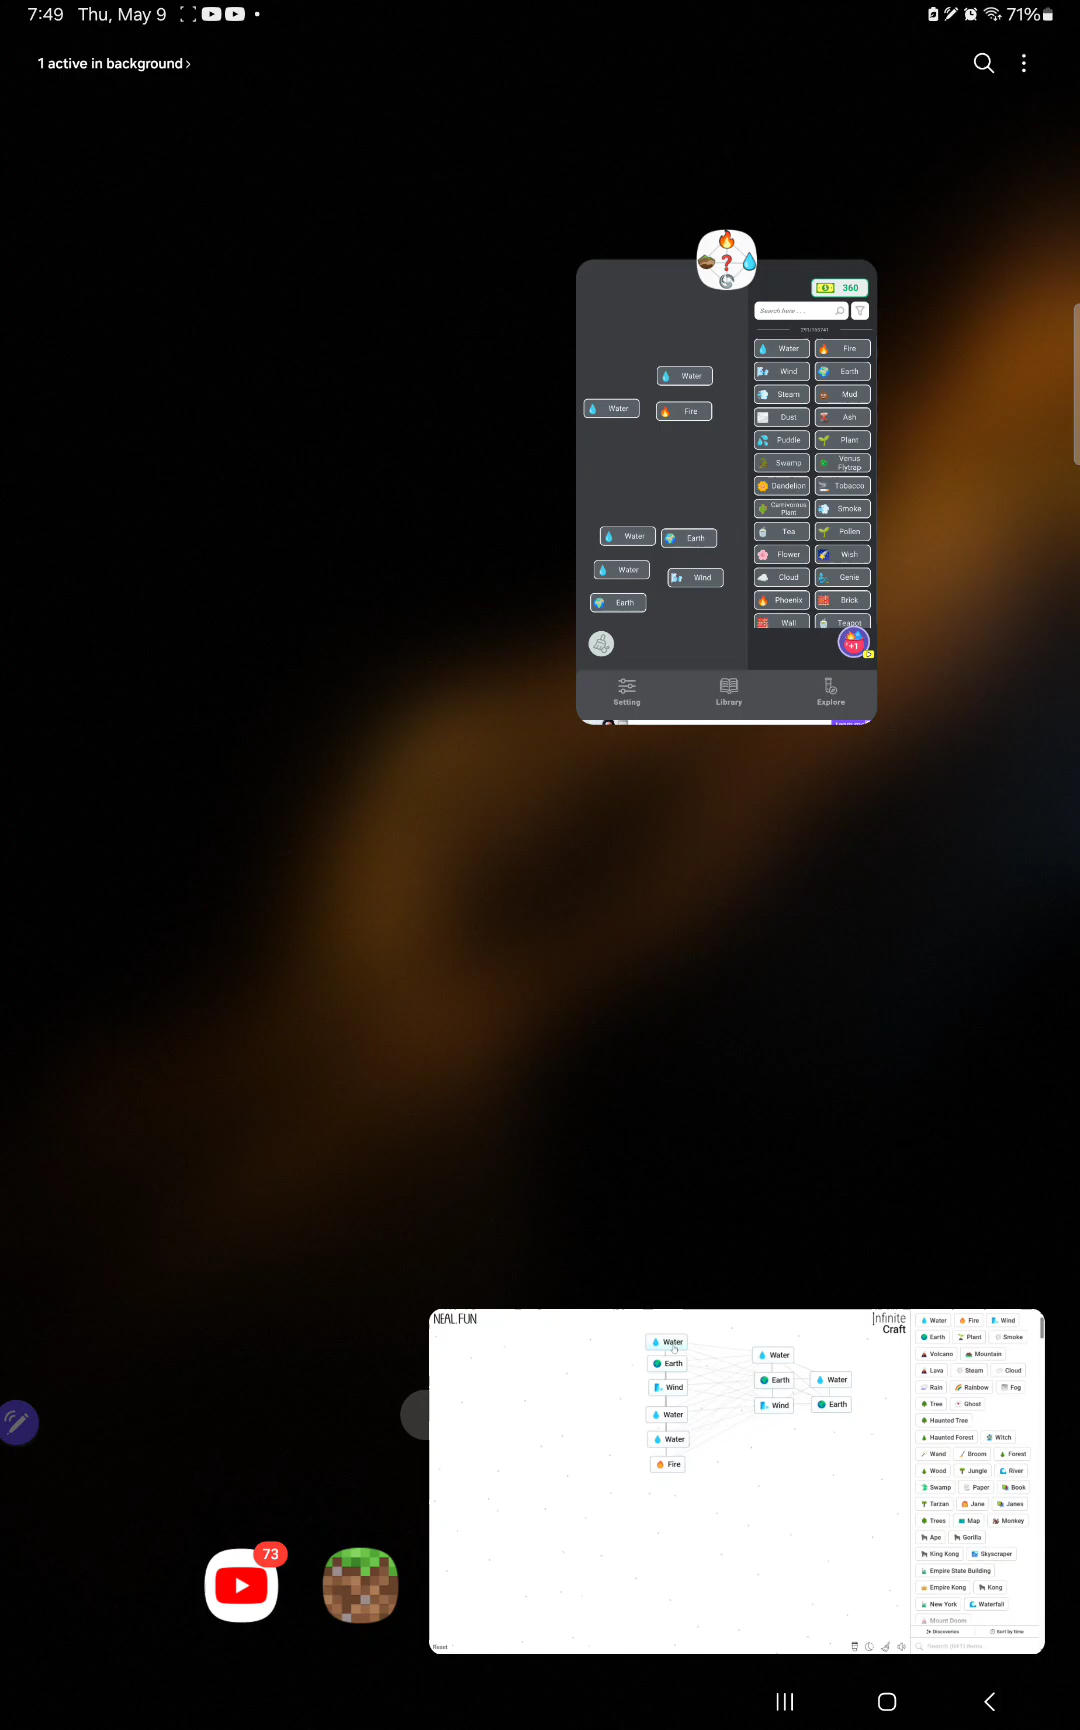 7:49 Thu, May 9
71%
1 active in background >
360
Search here . . .
Water Fire
Wind Earth
Steam Mud
Dust Ash
Puddle Plant
Swamp Venus Flytrap
Dandelion Tobacco
Carnivorous Plant Smoke
Tea Pollen
Flower Wish
Cloud Genie
Phoenix Brick
Wall Teapot
+1
Water
Water Fire
Water Earth
Water Wind
Earth
Setting Library Explore
NEAL.FUN
Infinite
Craft
Water
Earth
Wind
Water
Water
Fire
Water
Earth
Wind
Water
Earth
Water Fire Wind
Earth Plant Smoke
Volcano Mountain
Lava Steam Cloud
Rain Rainbow Fog
Tree Ghost
Haunted Tree
Haunted Forest Witch
Wand Broom Forest
Wood Jungle River
Swamp Paper Book
Tarzan Jane Janes
Trees Map Monkey
Ape Gorilla
King Kong Skyscraper
Empire State Building
Empire Kong Kong
New York Waterfall
Mount Doom
Discoveries Sort by time
Reset
73